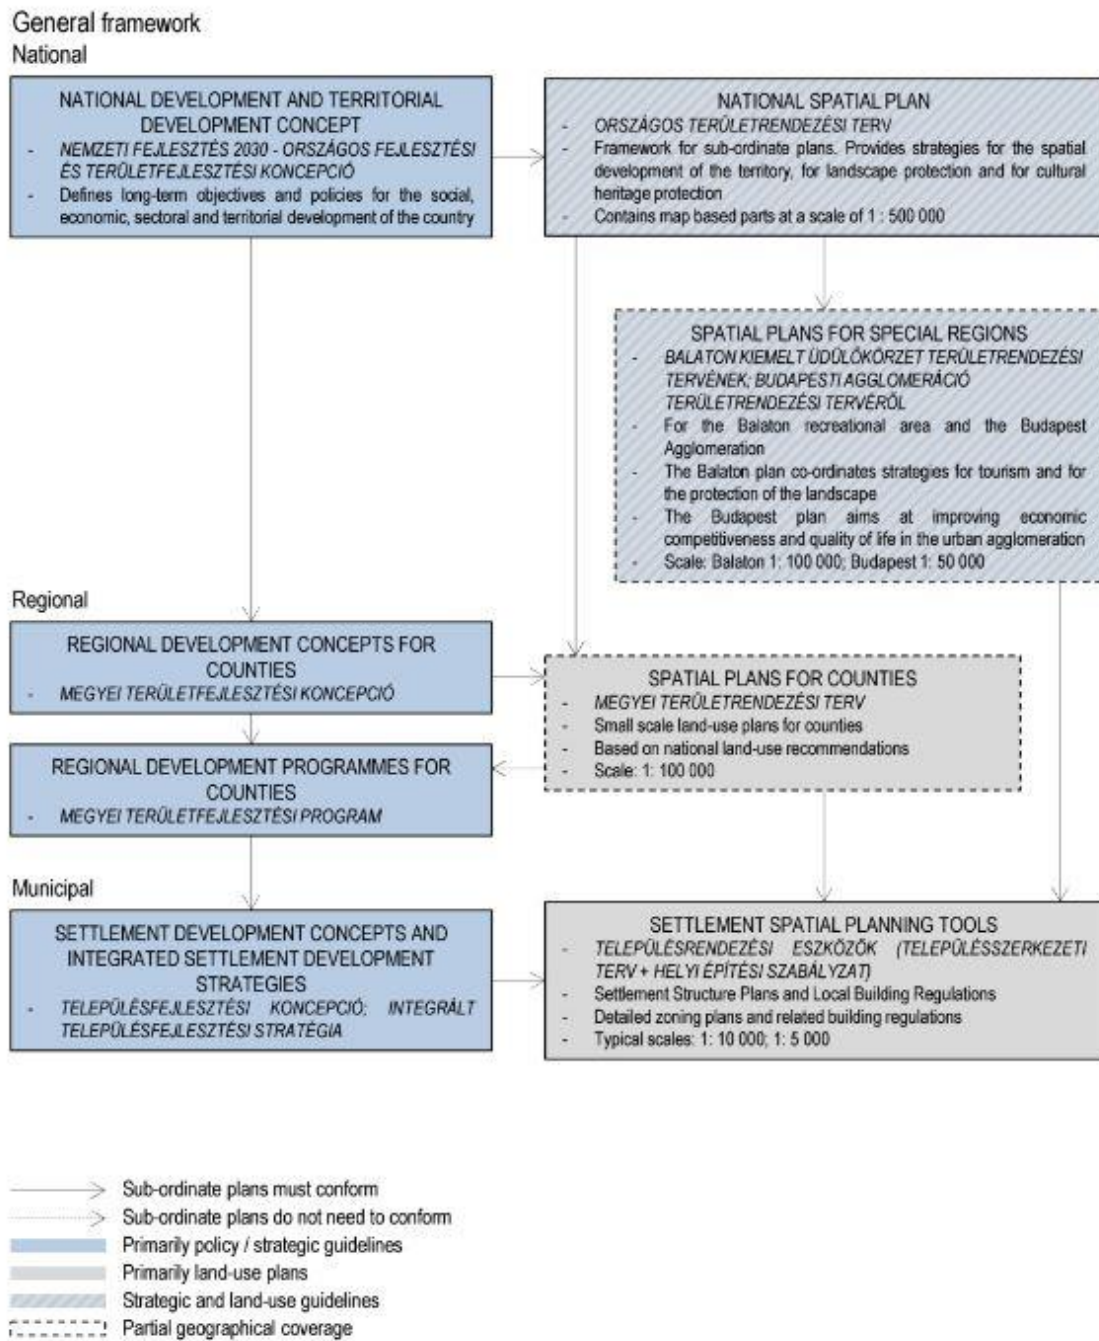 General framework
National
NATIONAL DEVELOPMENT AND TERRITORIAL
DEVELOPMENT CONCEPT
- NEMZETI FEJLESZTÉS 2030 - ORSZÁGOS FEJLESZTÉSI
ÉS TERÜLETFEJLESZTÉSI KONCEPCIÓ
- Defines long-term objectives and policies for the social,
economic, sectoral and territorial development of the country
NATIONAL SPATIAL PLAN
- ORSZÁGOS TERÜLETRENDEZÉSI TERV
- Framework for sub-ordinate plans. Provides strategies for the spatial
development of the territory, for landscape protection and for cultural
heritage protection
- Contains map based parts at a scale of 1 : 500 000
SPATIAL PLANS FOR SPECIAL REGIONS
- BALATON KIEMELT ÜDÜLŐKÖRZET TERÜLETRENDEZÉSI
TERVÉNEK; BUDAPESTI AGGLOMERÁCIÓ
TERÜLETRENDEZÉSI TERVÉRŐL
- For the Balaton recreational area and the Budapest
Agglomeration
- The Balaton plan co-ordinates strategies for tourism and for
the protection of the landscape
- The Budapest plan aims at improving economic
competitiveness and quality of life in the urban agglomeration
- Scale: Balaton 1: 100 000; Budapest 1: 50 000
Regional
REGIONAL DEVELOPMENT CONCEPTS FOR
COUNTIES
- MEGYEI TERÜLETFEJLESZTÉSI KONCEPCIÓ
SPATIAL PLANS FOR COUNTIES
- MEGYEI TERÜLETRENDEZÉSI TERV
- Small scale land-use plans for counties
- Based on national land-use recommendations
- Scale: 1: 100 000
REGIONAL DEVELOPMENT PROGRAMMES FOR
COUNTIES
- MEGYEI TERÜLETFEJLESZTÉSI PROGRAM
Municipal
SETTLEMENT DEVELOPMENT CONCEPTS AND
INTEGRATED SETTLEMENT DEVELOPMENT
STRATEGIES
- TELEPÜLÉSFEJLESZTÉSI KONCEPCIÓ; INTEGRÁLT
TELEPÜLÉSFEJLESZTÉSI STRATÉGIA
SETTLEMENT SPATIAL PLANNING TOOLS
- TELEPÜLÉSRENDEZÉSI ESZKÖZÖK (TELEPÜLÉSSZERKEZETI
TERV + HELYI ÉPÍTÉSI SZABÁLYZAT)
- Settlement Structure Plans and Local Building Regulations
- Detailed zoning plans and related building regulations
- Typical scales: 1: 10 000; 1: 5 000
Sub-ordinate plans must conform
Sub-ordinate plans do not need to conform
Primarily policy / strategic guidelines
Primarily land-use plans
Strategic and land-use guidelines
Partial geographical coverage